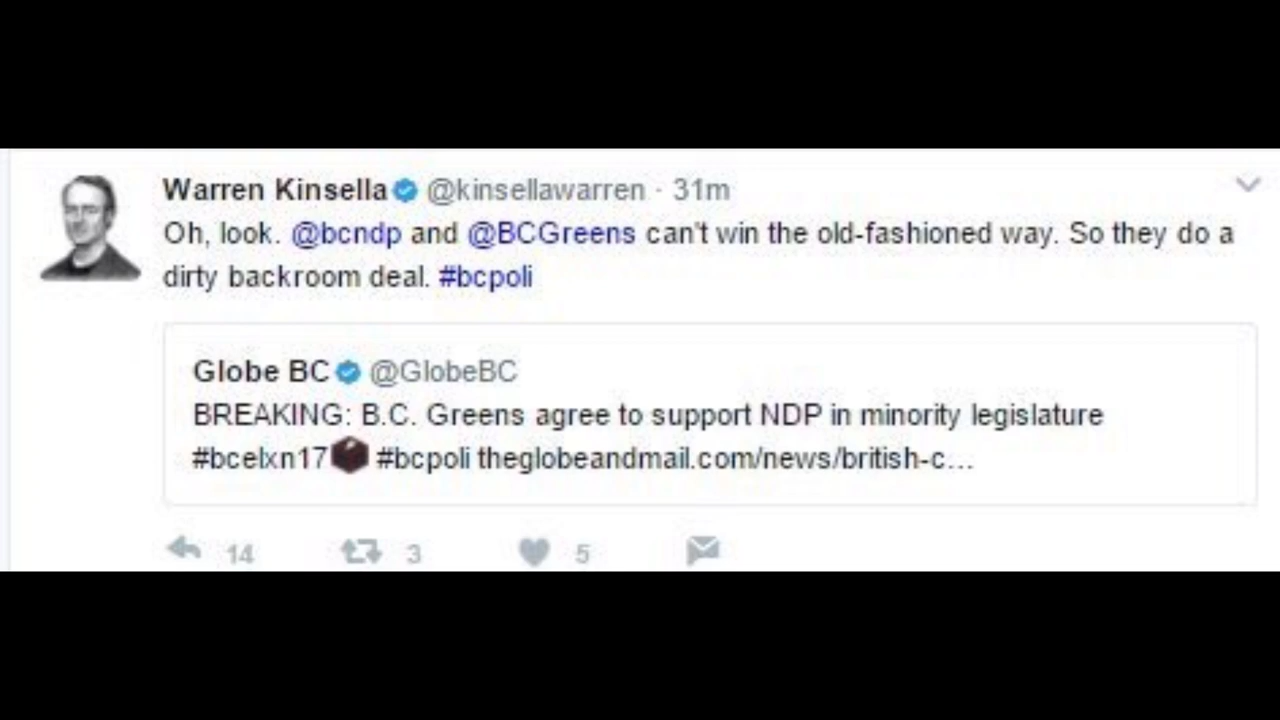 Warren Kinsella @kinsellawarren · 31m
Oh, look. @bcndp and @BCGreens can't win the old-fashioned way. So they do a
dirty backroom deal. #bcpoli
Globe BC @GlobeBC
BREAKING: B.C. Greens agree to support NDP in minority legislature
#bcelxn17 #bcpoli theglobeandmail.com/news/british-c…
14 3 5